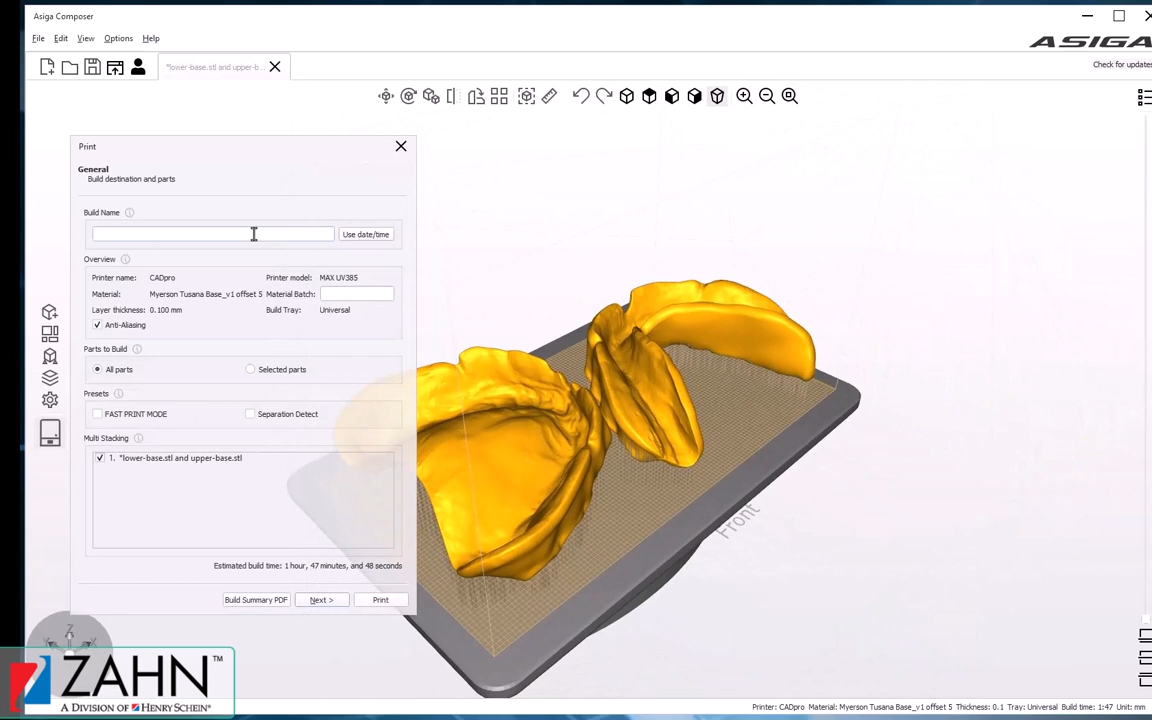 Asiga Composer
File Edit View Options Help
ASIGA
*lower-base.stl and upper-b...
Check for updates
Print
General
Build destination and parts
Build Name
Use date/time
Overview
Printer name: CADpro Printer model: MAX UV385
Material: Myerson Tusana Base_v1 offset 5 Material Batch:
Layer thickness: 0.100 mm Build Tray: Universal
Anti-Aliasing
Parts to Build
All parts Selected parts
Presets
FAST PRINT MODE Separation Detect
Multi Stacking
1. *lower-base.stl and upper-base.stl
Front
Estimated build time: 1 hour, 47 minutes, and 48 seconds
Build Summary PDF Next > Print
Z
ZAHN™
A DIVISION OF HENRY SCHEIN®
Printer: CADpro Material: Myerson Tusana Base_v1 offset 5 Thickness: 0.1 Tray: Universal Build time: 1:47 Unit: mm